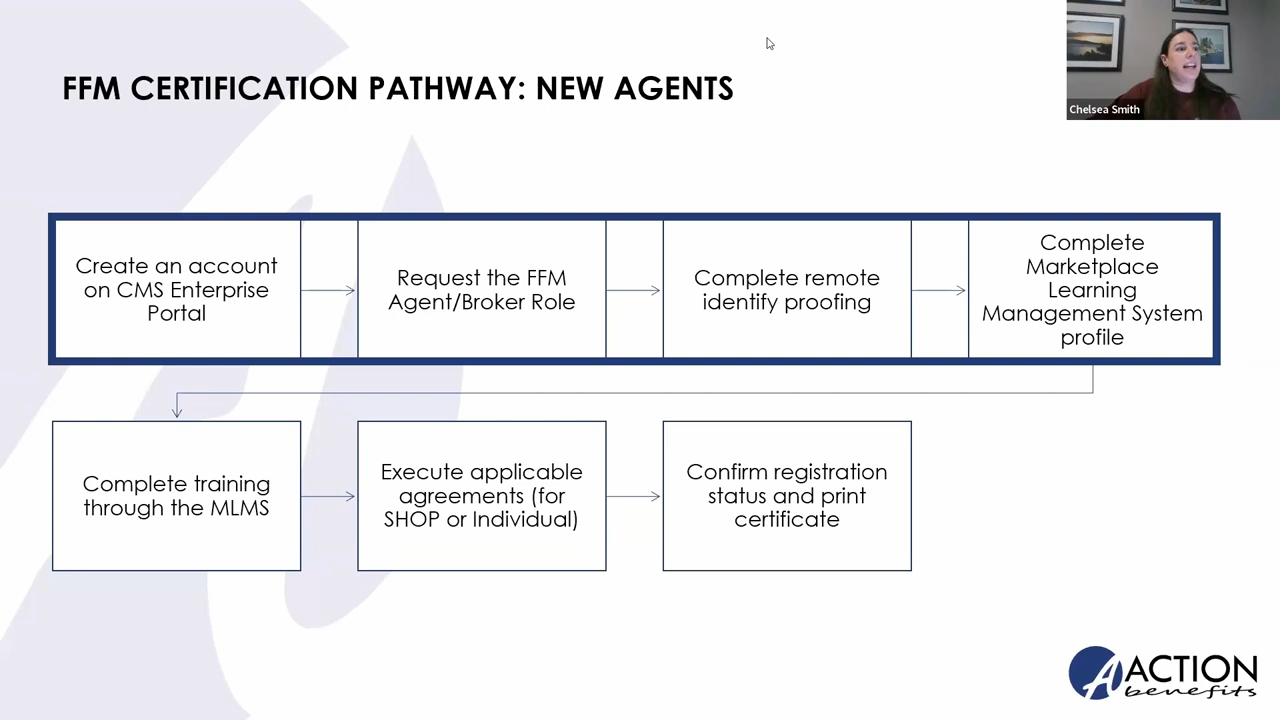 FFM CERTIFICATION PATHWAY: NEW AGENTS
Chelsea Smith
Create an account
on CMS Enterprise
Portal
Request the FFM
Agent/Broker Role
Complete remote
identify proofing
Complete
Marketplace
Learning
Management System
profile
Complete training
through the MLMS
Execute applicable
agreements (for
SHOP or Individual)
Confirm registration
status and print
certificate
A ACTION
benefits